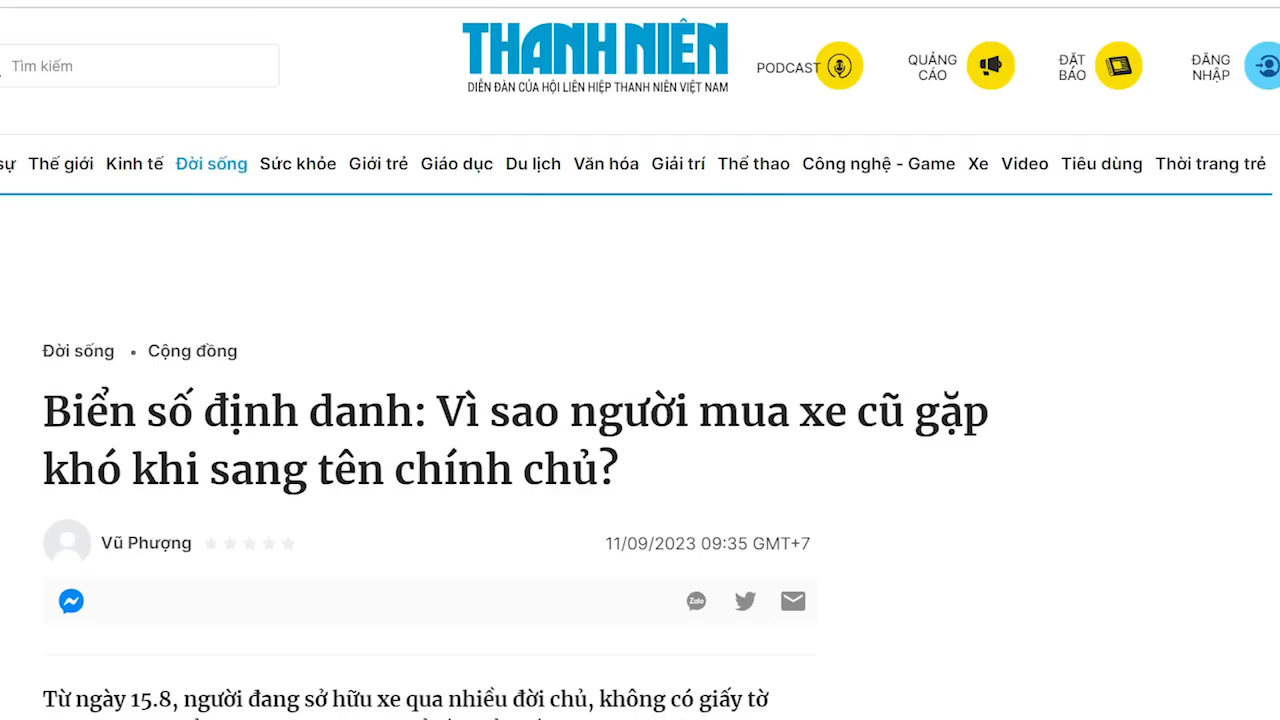 Tìm kiếm
THANH NIÊN
DIỄN ĐÀN CỦA HỘI LIÊN HIỆP THANH NIÊN VIỆT NAM
PODCAST
QUẢNG CÁO
ĐẶT BÁO
ĐĂNG NHẬP
sự Thế giới Kinh tế Đời sống Sức khỏe Giới trẻ Giáo dục Du lịch Văn hóa Giải trí Thể thao Công nghệ - Game Xe Video Tiêu dùng Thời trang trẻ
Đời sống • Cộng đồng
Biển số định danh: Vì sao người mua xe cũ gặp
khó khi sang tên chính chủ?
Vũ Phượng
11/09/2023 09:35 GMT+7
Zalo
Từ ngày 15.8, người đang sở hữu xe qua nhiều đời chủ, không có giấy tờ